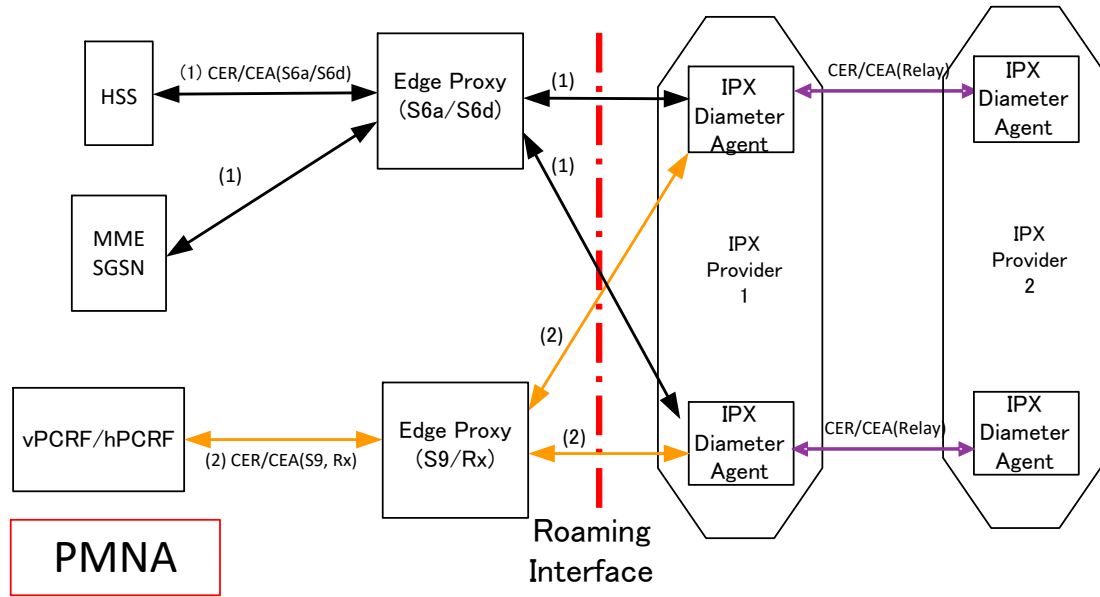 HSS
(1) CER/CEA(S6a/S6d)
Edge Proxy
(S6a/S6d)
(1)
IPX
Diameter
Agent
CER/CEA(Relay)
IPX
Diameter
Agent
(1)
(1)
MME
SGSN
IPX
Provider
1
IPX
Provider
2
(2)
vPCRF/hPCRF
(2) CER/CEA(S9, Rx)
Edge Proxy
(S9/Rx)
(2)
IPX
Diameter
Agent
CER/CEA(Relay)
IPX
Diameter
Agent
PMNA
Roaming
Interface